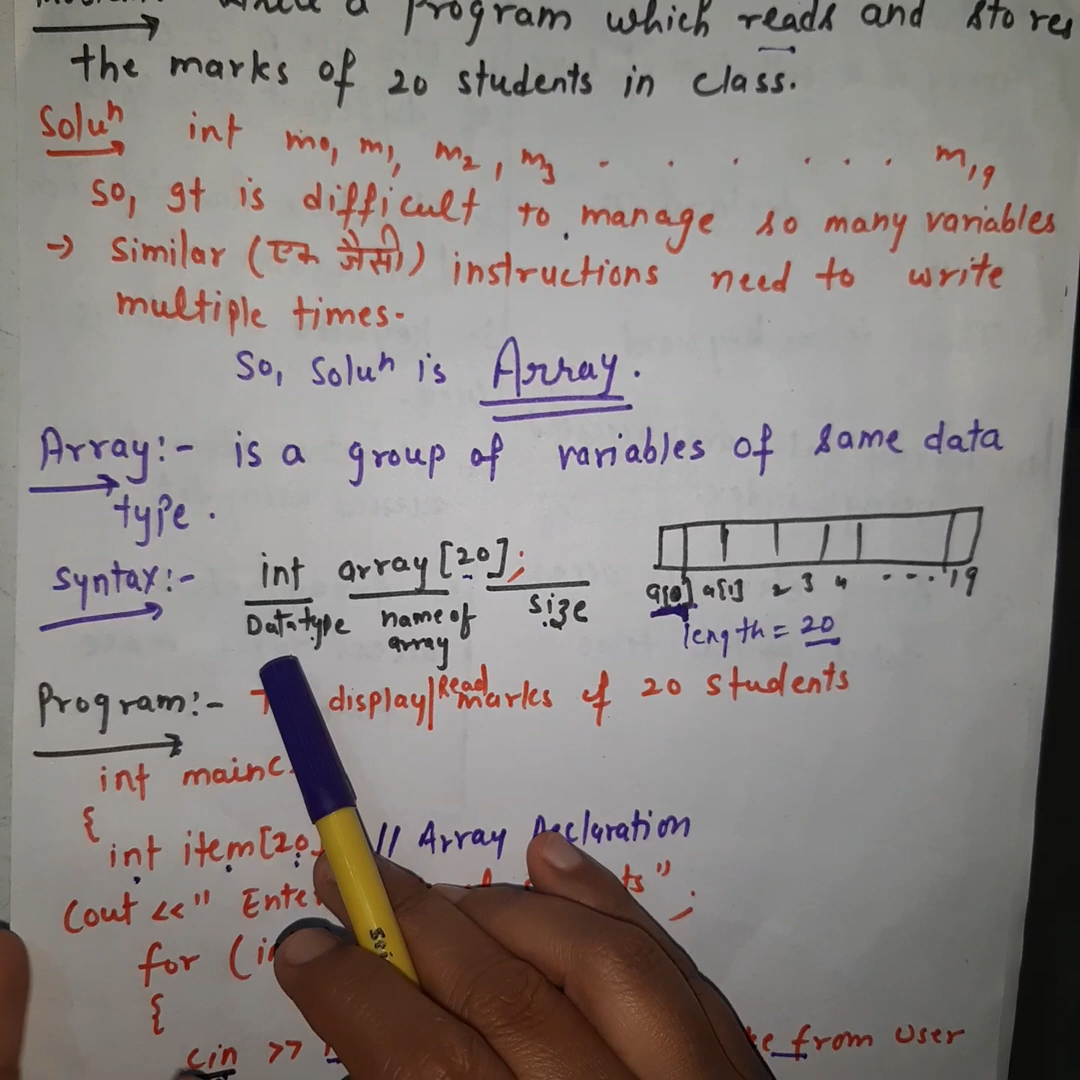 a Program which reads and stores
the marks of 20 students in class.
Soluⁿ int m0, m1, m2, m3 . . . . . . . m19
so, It is difficult to manage so many variables
→ Similar (एक जैसी) instructions need to write
multiple times.
So, Soluⁿ is Array.
Array:- is a group of variables of same data
type.
Syntax:- int array[20];
Datatype name of array size
a[0] a[1] 2 3 4 ... 19
length = 20
Program:- display/Read marks of 20 students
int main
{
int item[20 // Array Declaration
Cout <<" Ente ";
for (in
{
cin >> from user